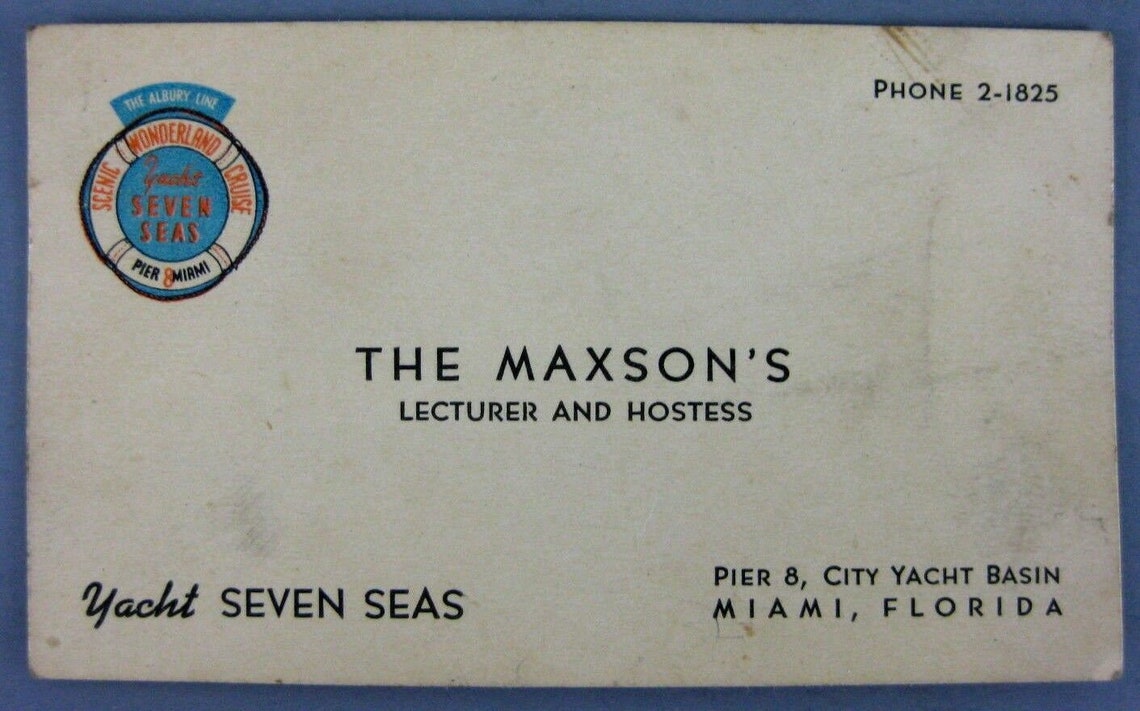 THE ALBURY LINE
SCENIC WONDERLAND CRUISE
Yacht
SEVEN
SEAS
PIER 8 MIAMI
PHONE 2-1825
THE MAXSON'S
LECTURER AND HOSTESS
Yacht SEVEN SEAS
PIER 8, CITY YACHT BASIN
MIAMI, FLORIDA